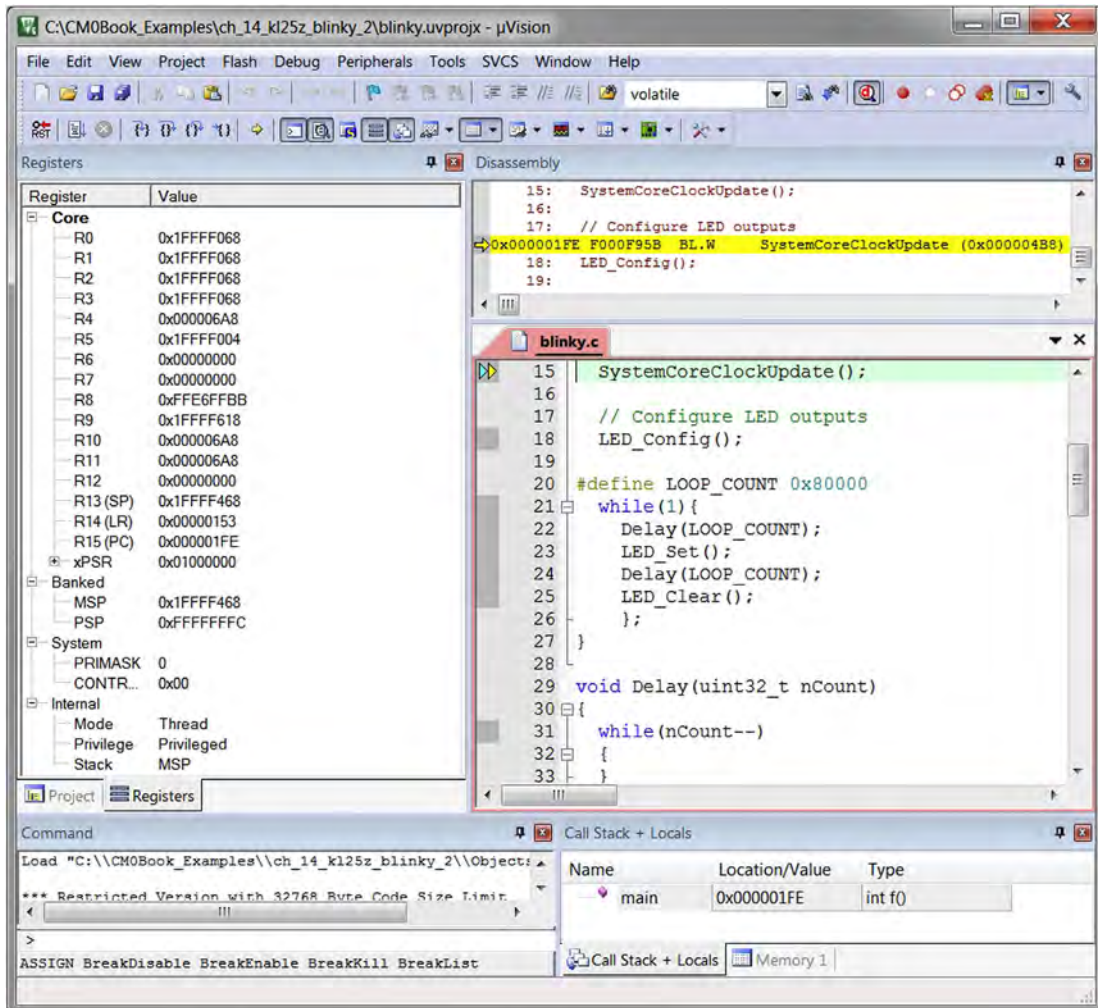 C:\CM0Book_Examples\ch_14_kl25z_blinky_2\blinky.uvprojx - µVision
File Edit View Project Flash Debug Peripherals Tools SVCS Window Help
volatile
RST
Registers
Register Value
Core
R0 0x1FFFF068
R1 0x1FFFF068
R2 0x1FFFF068
R3 0x1FFFF068
R4 0x000006A8
R5 0x1FFFF004
R6 0x00000000
R7 0x00000000
R8 0xFFE6FFBB
R9 0x1FFFF618
R10 0x000006A8
R11 0x000006A8
R12 0x00000000
R13 (SP) 0x1FFFF468
R14 (LR) 0x00000153
R15 (PC) 0x000001FE
xPSR 0x01000000
Banked
MSP 0x1FFFF468
PSP 0xFFFFFFFC
System
PRIMASK 0
CONTR... 0x00
Internal
Mode Thread
Privilege Privileged
Stack MSP
Project Registers
Disassembly
15: SystemCoreClockUpdate();
16:
17: // Configure LED outputs
0x000001FE F000F95B BL.W SystemCoreClockUpdate (0x000004B8)
18: LED_Config();
19:
blinky.c
15 SystemCoreClockUpdate();
16
17 // Configure LED outputs
18 LED_Config();
19
20 #define LOOP_COUNT 0x80000
21 while(1){
22 Delay(LOOP_COUNT);
23 LED_Set();
24 Delay(LOOP_COUNT);
25 LED_Clear();
26 };
27 }
28
29 void Delay(uint32_t nCount)
30 {
31 while(nCount--)
32 {
33 }
Command
Load "C:\\CM0Book_Examples\\ch_14_kl25z_blinky_2\\Objects
*** Restricted Version with 32768 Byte Code Size Limit
>
ASSIGN BreakDisable BreakEnable BreakKill BreakList
Call Stack + Locals
Name Location/Value Type
main 0x000001FE int f()
Call Stack + Locals Memory 1